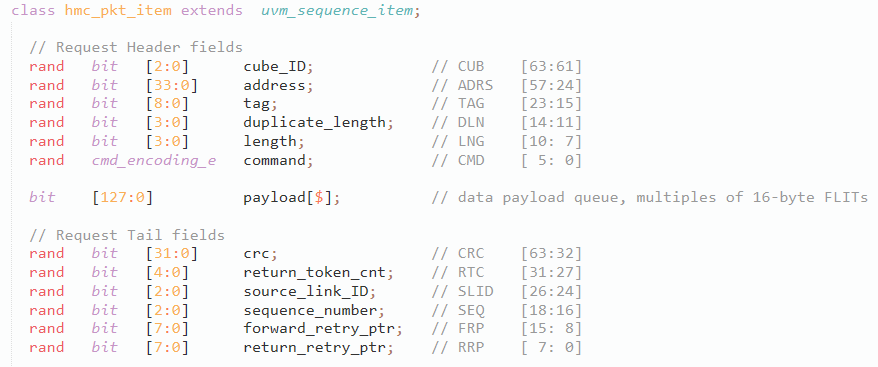 class hmc_pkt_item extends uvm_sequence_item;
// Request Header fields
rand bit [2:0] cube_ID; // CUB [63:61]
rand bit [33:0] address; // ADRS [57:24]
rand bit [8:0] tag; // TAG [23:15]
rand bit [3:0] duplicate_length; // DLN [14:11]
rand bit [3:0] length; // LNG [10: 7]
rand cmd_encoding_e command; // CMD [ 5: 0]
bit [127:0] payload[$]; // data payload queue, multiples of 16-byte FLITs
// Request Tail fields
rand bit [31:0] crc; // CRC [63:32]
rand bit [4:0] return_token_cnt; // RTC [31:27]
rand bit [2:0] source_link_ID; // SLID [26:24]
rand bit [2:0] sequence_number; // SEQ [18:16]
rand bit [7:0] forward_retry_ptr; // FRP [15: 8]
rand bit [7:0] return_retry_ptr; // RRP [ 7: 0]